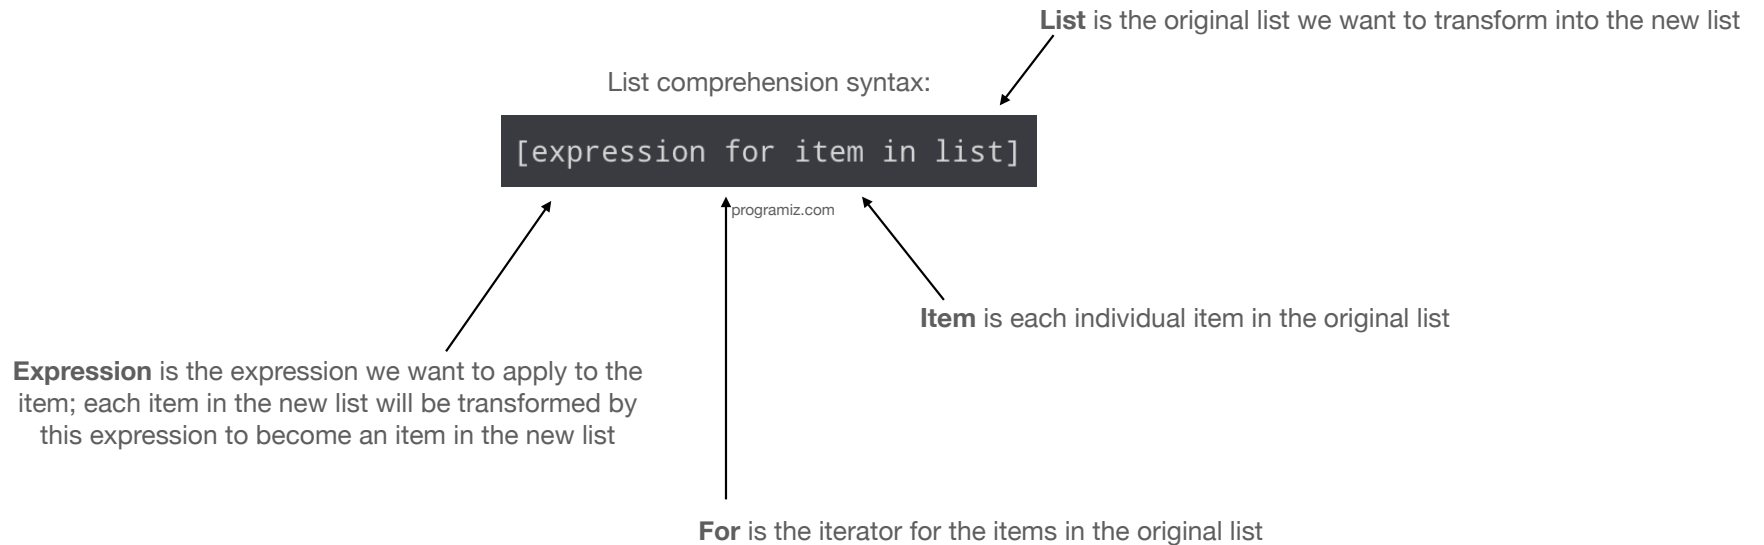 List is the original list we want to transform into the new list
List comprehension syntax:
[expression for item in list]
programiz.com
Item is each individual item in the original list
Expression is the expression we want to apply to the
item; each item in the new list will be transformed by
this expression to become an item in the new list
For is the iterator for the items in the original list